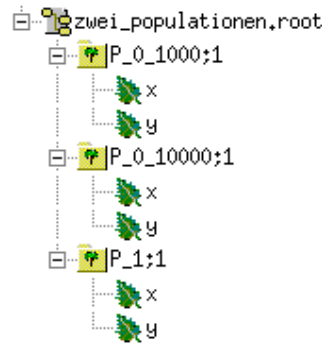 zwei_populationen.root
P_0_1000;1
x
y
P_0_10000;1
x
y
P_1;1
x
y